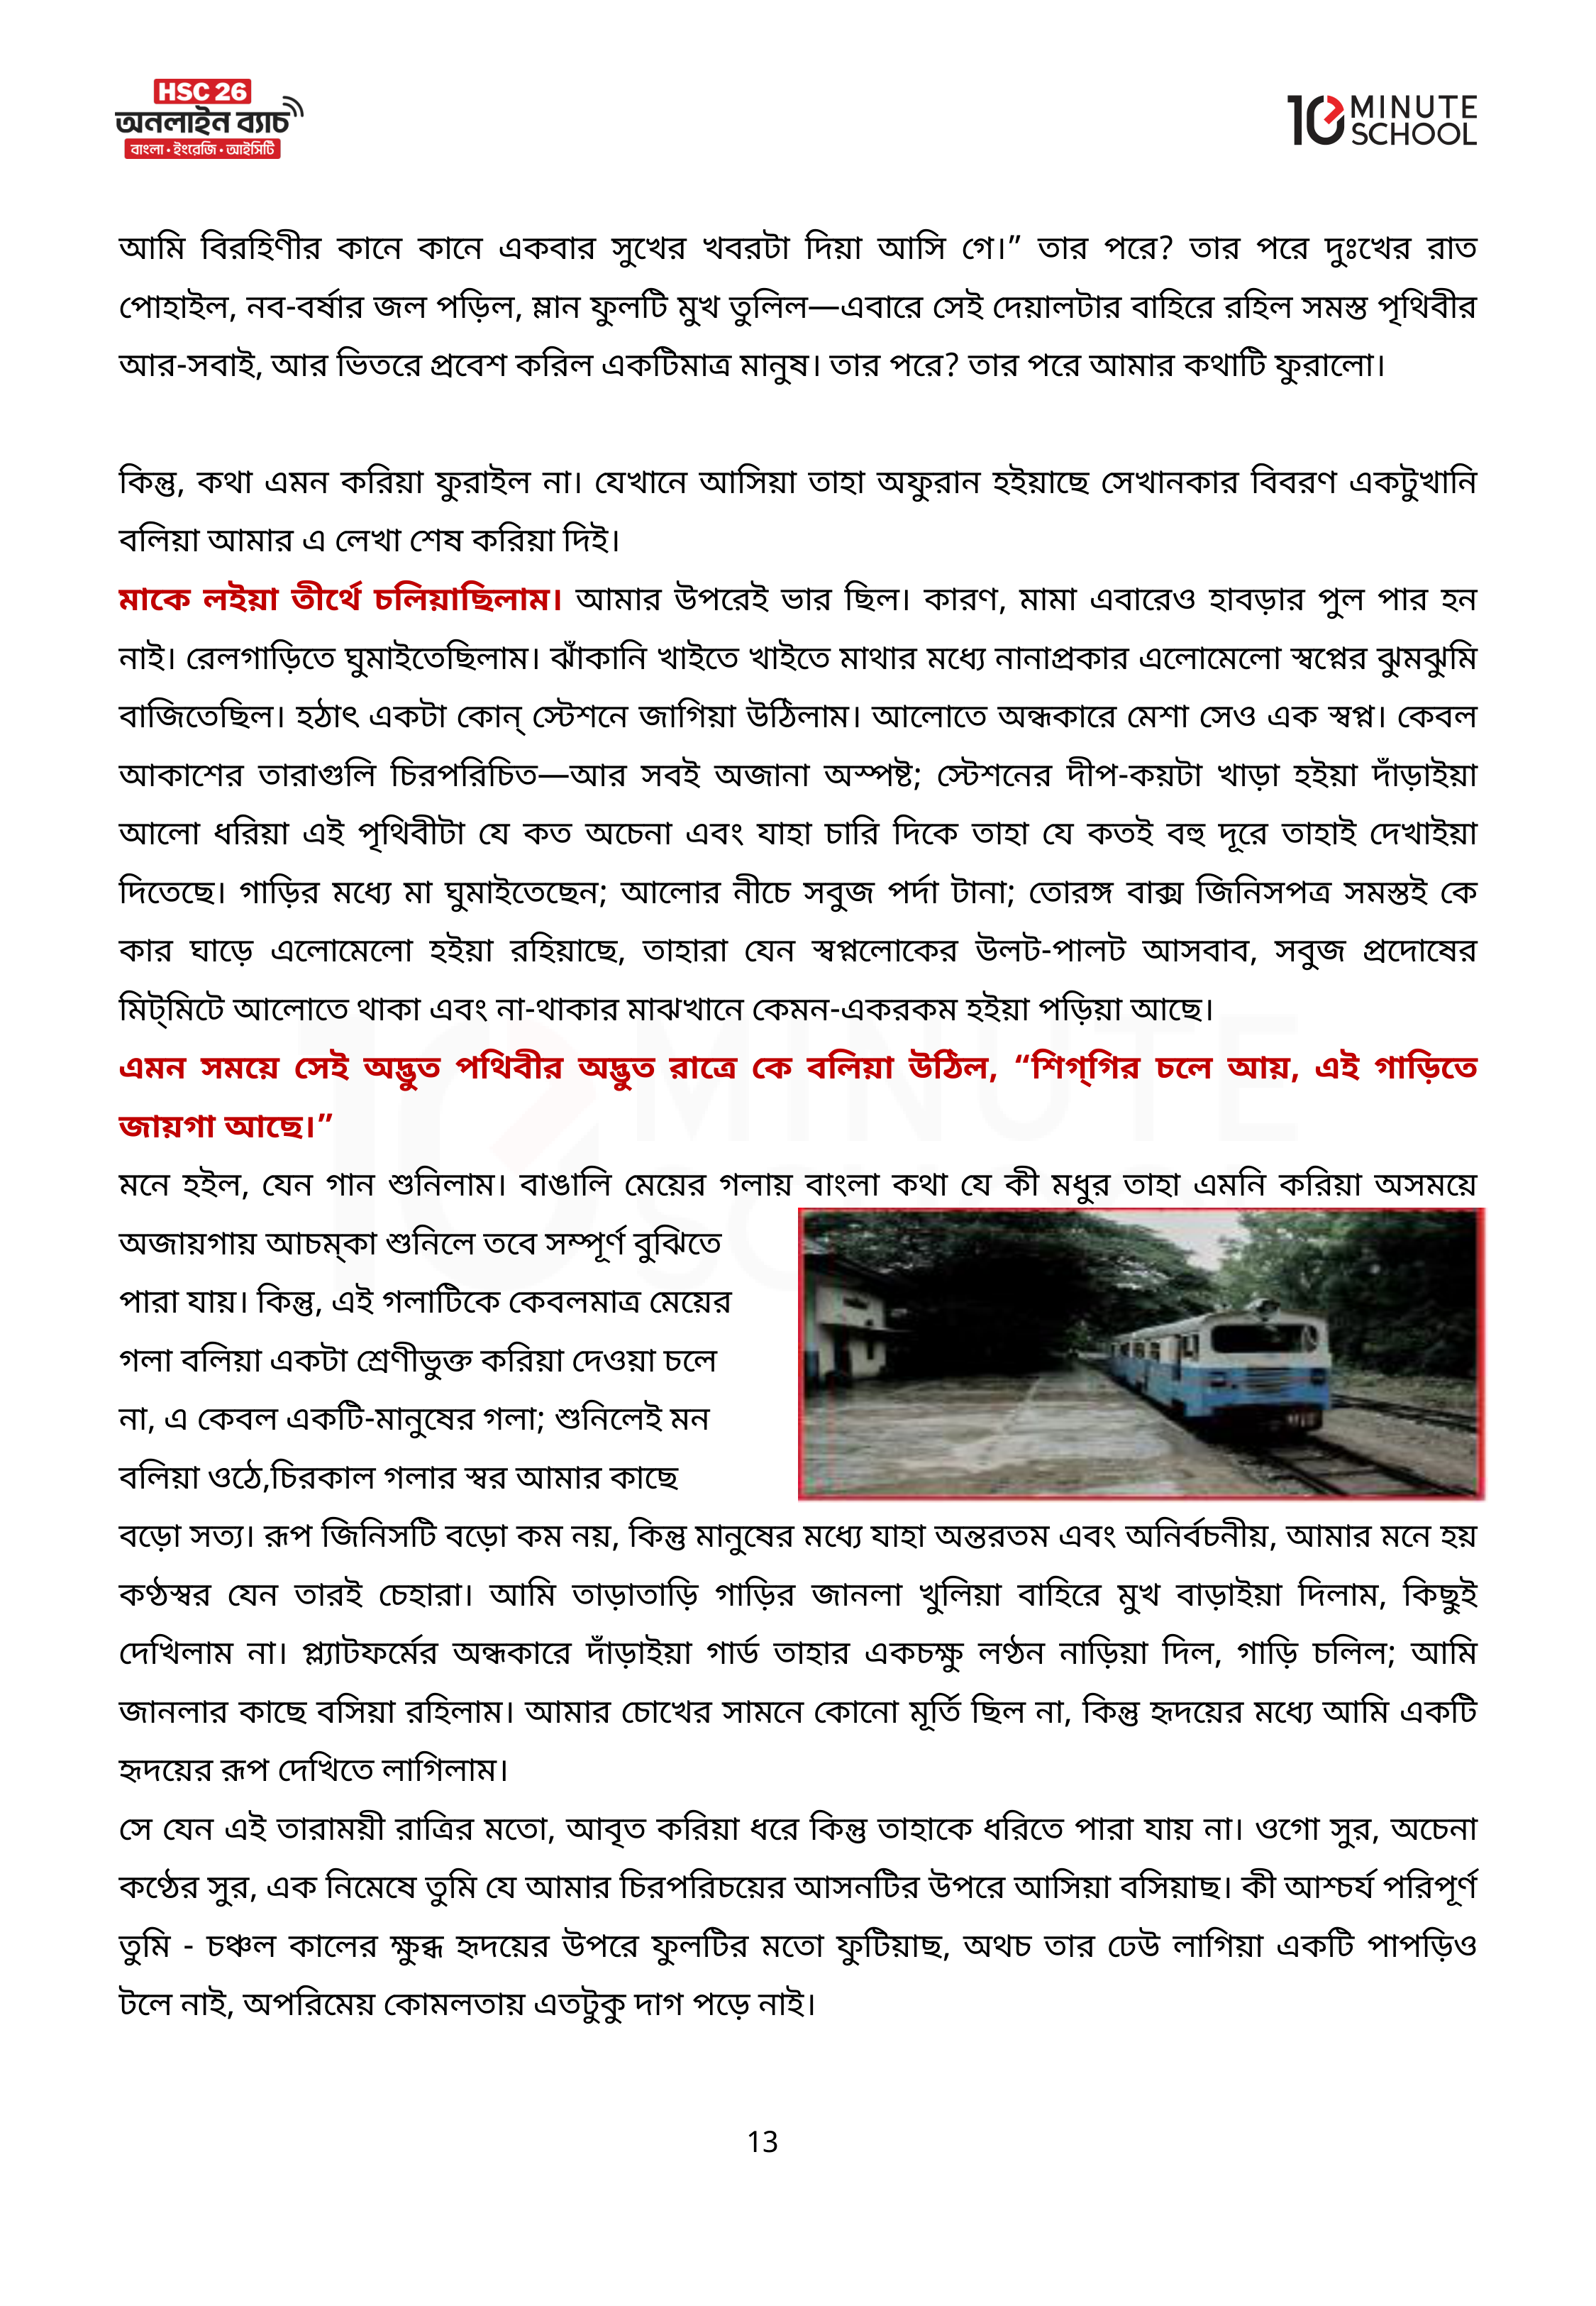 HSC 26
অনলাইন ব্যাচ
বাংলা • ইংরেজি • আইসিটি
10 MINUTE
SCHOOL
আমি বিরহিণীর কানে কানে একবার সুখের খবরটা দিয়া আসি গে।” তার পরে? তার পরে দুঃখের রাত
পোহাইল, নব-বর্ষার জল পড়িল, ম্লান ফুলটি মুখ তুলিল—এবারে সেই দেয়ালটার বাহিরে রহিল সমস্ত পৃথিবীর
আর-সবাই, আর ভিতরে প্রবেশ করিল একটিমাত্র মানুষ। তার পরে? তার পরে আমার কথাটি ফুরালো।
কিন্তু, কথা এমন করিয়া ফুরাইল না। যেখানে আসিয়া তাহা অফুরান হইয়াছে সেখানকার বিবরণ একটুখানি
বলিয়া আমার এ লেখা শেষ করিয়া দিই।
মাকে লইয়া তীর্থে চলিয়াছিলাম। আমার উপরেই ভার ছিল। কারণ, মামা এবারেও হাবড়ার পুল পার হন
নাই। রেলগাড়িতে ঘুমাইতেছিলাম। ঝাঁকানি খাইতে খাইতে মাথার মধ্যে নানাপ্রকার এলোমেলো স্বপ্নের ঝুমঝুমি
বাজিতেছিল। হঠাৎ একটা কোন্ স্টেশনে জাগিয়া উঠিলাম। আলোতে অন্ধকারে মেশা সেও এক স্বপ্ন। কেবল
আকাশের তারাগুলি চিরপরিচিত—আর সবই অজানা অস্পষ্ট; স্টেশনের দীপ-কয়টা খাড়া হইয়া দাঁড়াইয়া
আলো ধরিয়া এই পৃথিবীটা যে কত অচেনা এবং যাহা চারি দিকে তাহা যে কতই বহু দূরে তাহাই দেখাইয়া
দিতেছে। গাড়ির মধ্যে মা ঘুমাইতেছেন; আলোর নীচে সবুজ পর্দা টানা; তোরঙ্গ বাক্স জিনিসপত্র সমস্তই কে
কার ঘাড়ে এলোমেলো হইয়া রহিয়াছে, তাহারা যেন স্বপ্নলোকের উলট-পালট আসবাব, সবুজ প্রদোষের
মিট্‌মিটে আলোতে থাকা এবং না-থাকার মাঝখানে কেমন-একরকম হইয়া পড়িয়া আছে।
এমন সময়ে সেই অদ্ভুত পথিবীর অদ্ভুত রাত্রে কে বলিয়া উঠিল, “শিগ্‌গির চলে আয়, এই গাড়িতে
জায়গা আছে।”
মনে হইল, যেন গান শুনিলাম। বাঙালি মেয়ের গলায় বাংলা কথা যে কী মধুর তাহা এমনি করিয়া অসময়ে
অজায়গায় আচম্‌কা শুনিলে তবে সম্পূর্ণ বুঝিতে
পারা যায়। কিন্তু, এই গলাটিকে কেবলমাত্র মেয়ের
গলা বলিয়া একটা শ্রেণীভুক্ত করিয়া দেওয়া চলে
না, এ কেবল একটি-মানুষের গলা; শুনিলেই মন
বলিয়া ওঠে,চিরকাল গলার স্বর আমার কাছে
বড়ো সত্য। রূপ জিনিসটি বড়ো কম নয়, কিন্তু মানুষের মধ্যে যাহা অন্তরতম এবং অনির্বচনীয়, আমার মনে হয়
কণ্ঠস্বর যেন তারই চেহারা। আমি তাড়াতাড়ি গাড়ির জানলা খুলিয়া বাহিরে মুখ বাড়াইয়া দিলাম, কিছুই
দেখিলাম না। প্ল্যাটফর্মের অন্ধকারে দাঁড়াইয়া গার্ড তাহার একচক্ষু লণ্ঠন নাড়িয়া দিল, গাড়ি চলিল; আমি
জানলার কাছে বসিয়া রহিলাম। আমার চোখের সামনে কোনো মূর্তি ছিল না, কিন্তু হৃদয়ের মধ্যে আমি একটি
হৃদয়ের রূপ দেখিতে লাগিলাম।
সে যেন এই তারাময়ী রাত্রির মতো, আবৃত করিয়া ধরে কিন্তু তাহাকে ধরিতে পারা যায় না। ওগো সুর, অচেনা
কণ্ঠের সুর, এক নিমেষে তুমি যে আমার চিরপরিচয়ের আসনটির উপরে আসিয়া বসিয়াছ। কী আশ্চর্য পরিপূর্ণ
তুমি - চঞ্চল কালের ক্ষুব্ধ হৃদয়ের উপরে ফুলটির মতো ফুটিয়াছ, অথচ তার ঢেউ লাগিয়া একটি পাপড়িও
টলে নাই, অপরিমেয় কোমলতায় এতটুকু দাগ পড়ে নাই।
13